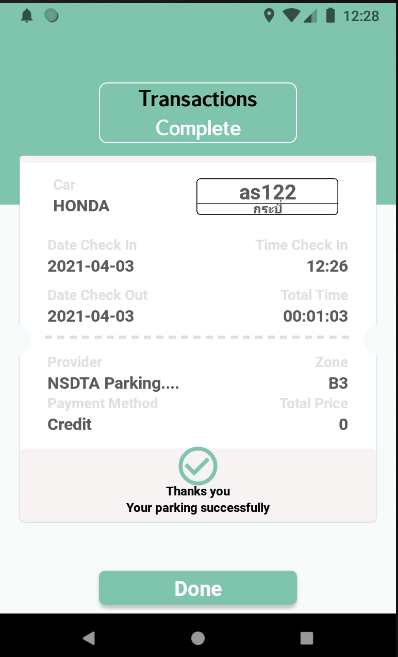 12:28
Transactions
Complete
Car
HONDA
as122
กระบี่
Date Check In
Time Check In
2021-04-03
12:26
Date Check Out
Total Time
2021-04-03
00:01:03
Provider
Zone
NSDTA Parking....
B3
Payment Method
Total Price
Credit
0
Thanks you
Your parking successfully
Done